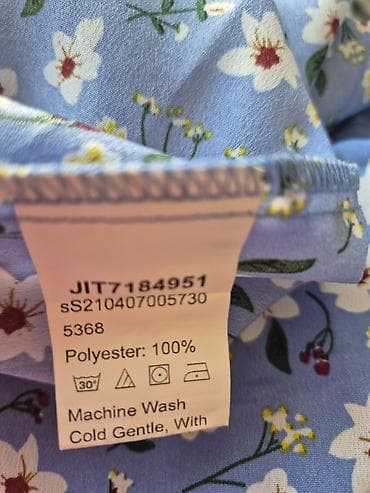 JIT7184951
sS210407005730
5368
Polyester: 100%
30°
Machine Wash
Cold Gentle, With